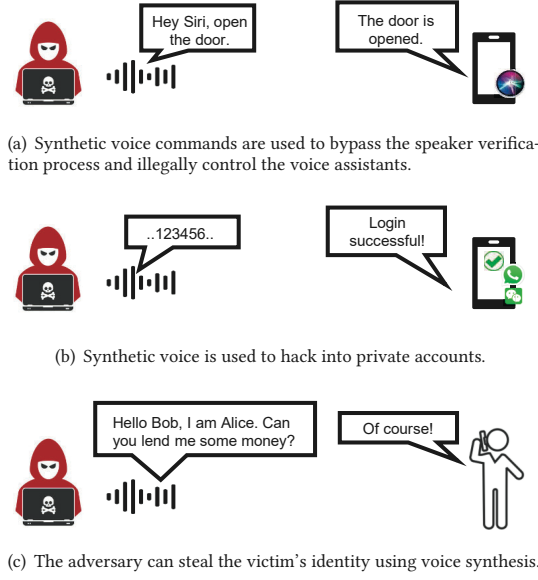 Hey Siri, open
the door.
The door is
opened.
(a) Synthetic voice commands are used to bypass the speaker verifica-
tion process and illegally control the voice assistants.
..123456..
Login
successful!
(b) Synthetic voice is used to hack into private accounts.
Hello Bob, I am Alice. Can
you lend me some money?
Of course!
(c) The adversary can steal the victim's identity using voice synthesis.